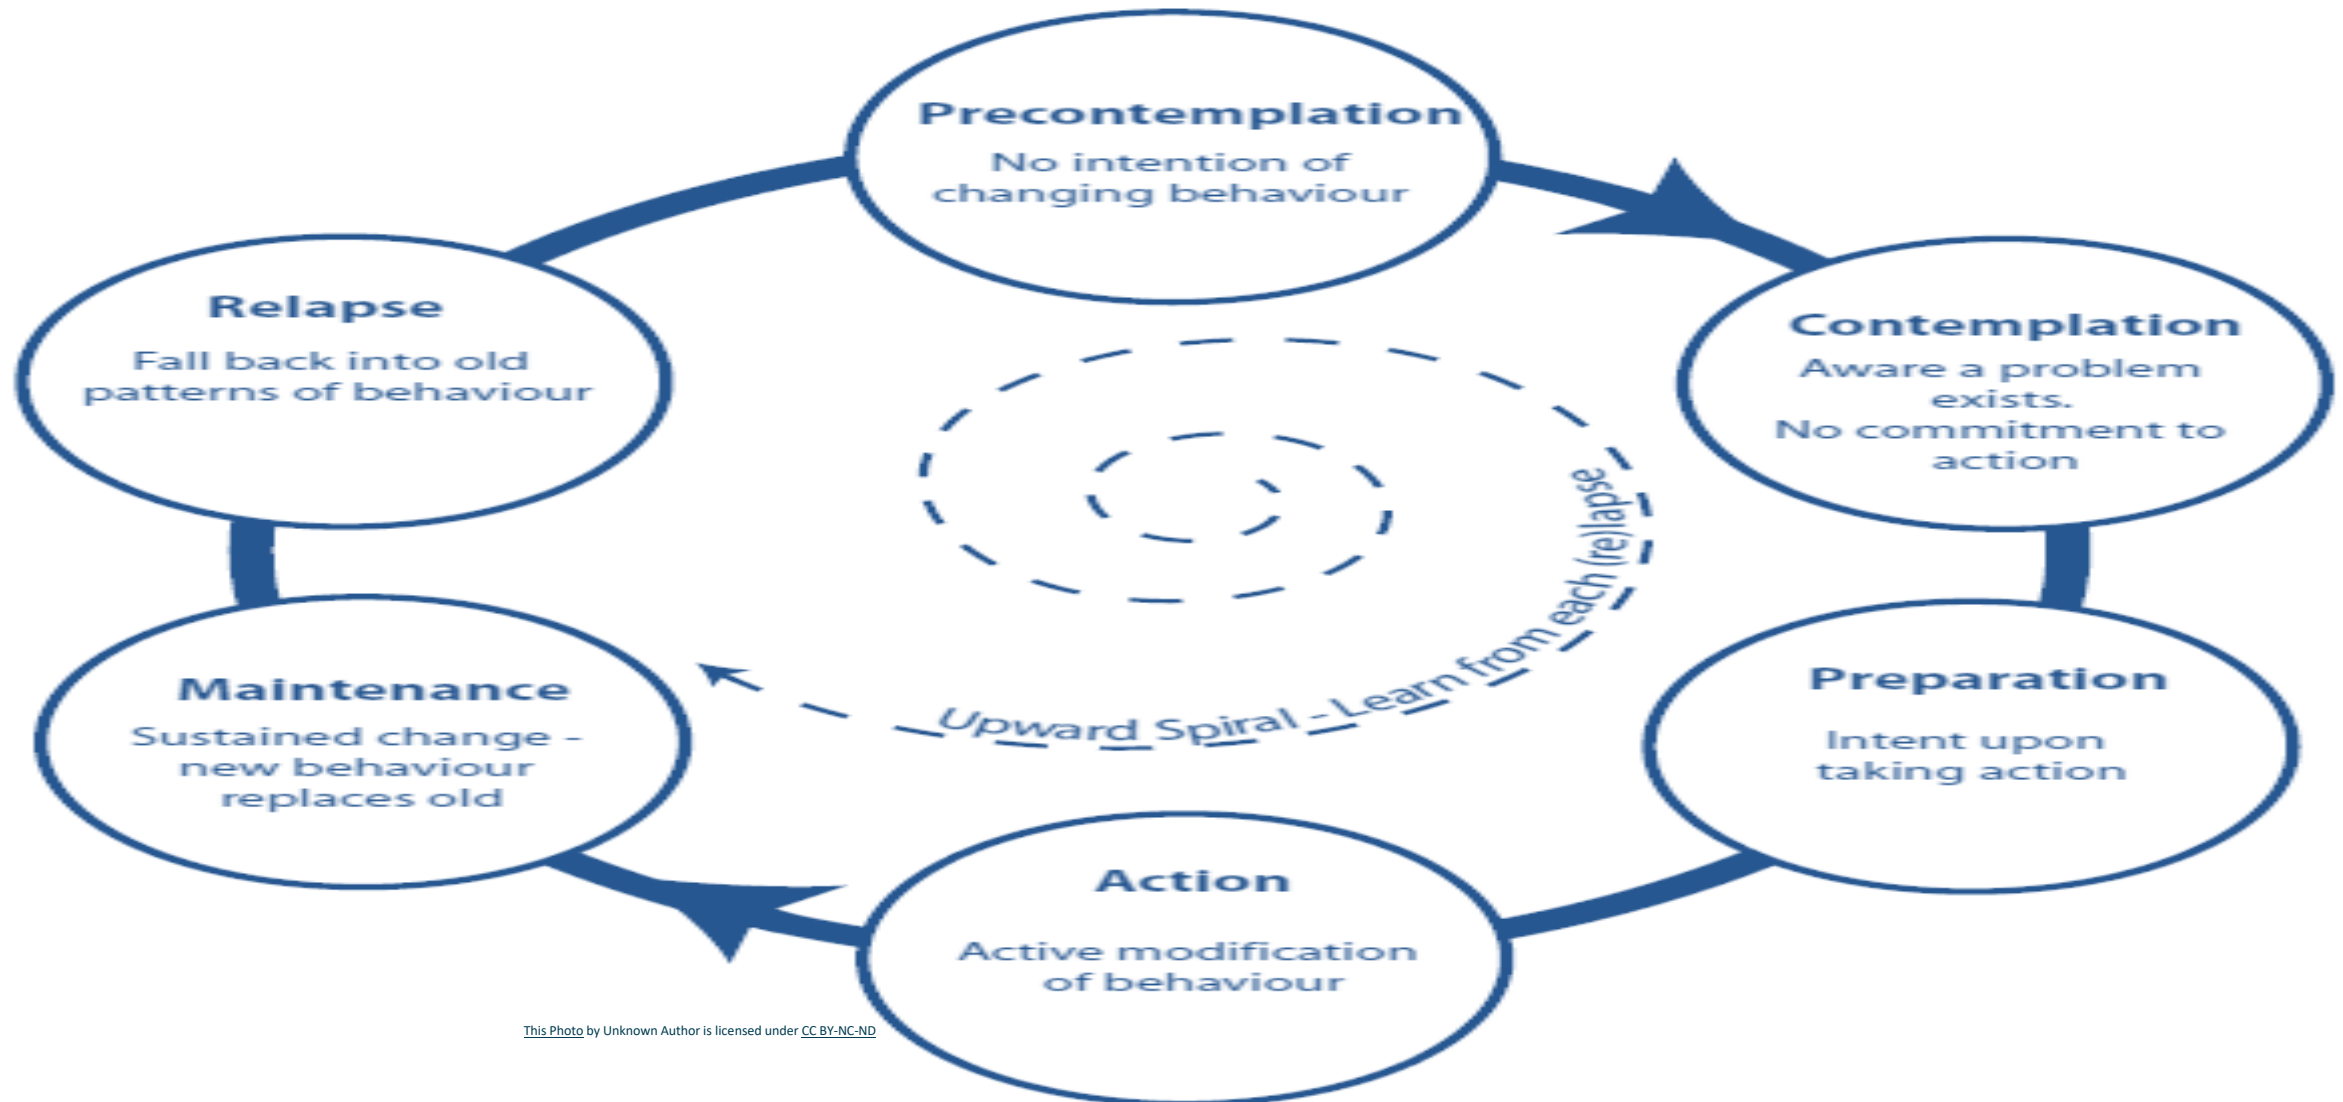 Precontemplation
No intention of
changing behaviour
Contemplation
Aware a problem
exists.
No commitment to
action
Preparation
Intent upon
taking action
Action
Active modification
of behaviour
Maintenance
Sustained change -
new behaviour
replaces old
Relapse
Fall back into old
patterns of behaviour
Upward Spiral - Learn from each (re)lapse
This Photo by Unknown Author is licensed under CC BY-NC-ND